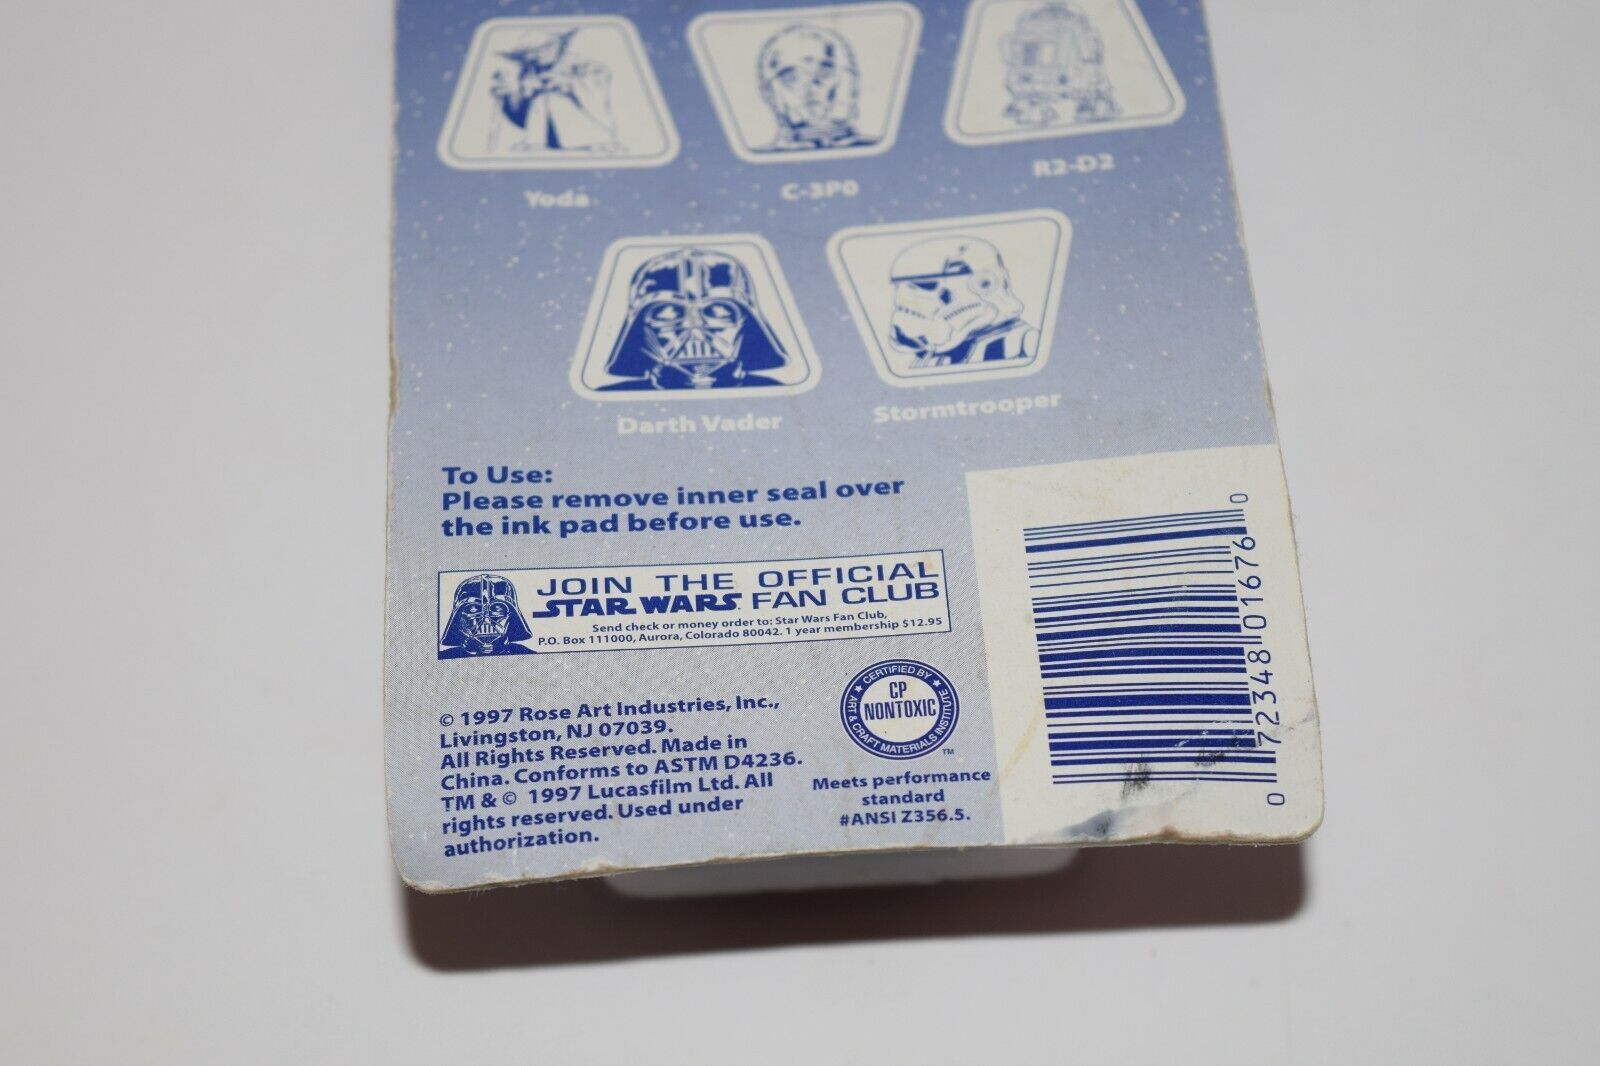 Yoda
C-3PO
R2-D2
Darth Vader
Stormtrooper
To Use:
Please remove inner seal over
the ink pad before use.
JOIN THE OFFICIAL
STAR WARS FAN CLUB
Send check or money order to: Star Wars Fan Club,
P.O. Box 111000, Aurora, Colorado 80042. 1 year membership $12.95
© 1997 Rose Art Industries, Inc.,
Livingston, NJ 07039.
All Rights Reserved. Made in
China. Conforms to ASTM D4236.
TM & © 1997 Lucasfilm Ltd. All
rights reserved. Used under
authorization.
CERTIFIED BY
CP
NONTOXIC
ART & CRAFT MATERIALS INSTITUTE
TM
Meets performance
standard
#ANSI Z356.5.
0 72348 01676 0